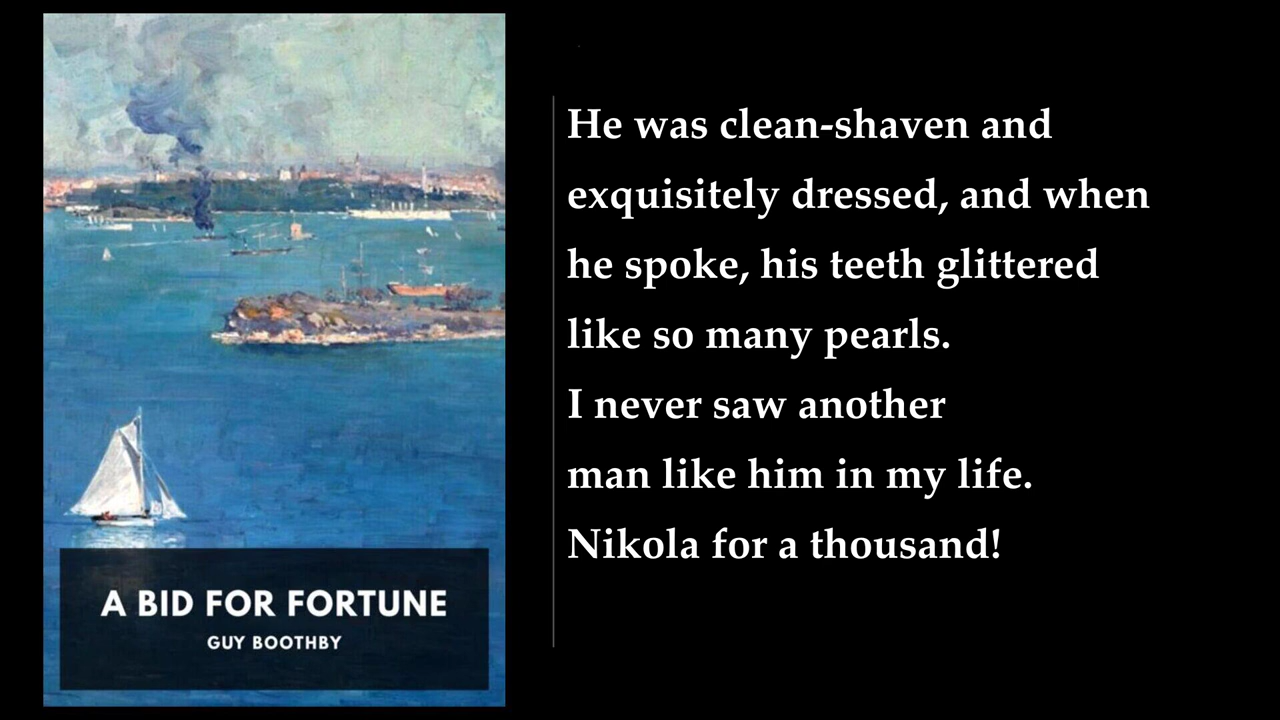 He was clean-shaven and
exquisitely dressed, and when
he spoke, his teeth glittered
like so many pearls.
I never saw another
man like him in my life.
Nikola for a thousand!
A BID FOR FORTUNE
GUY BOOTHBY